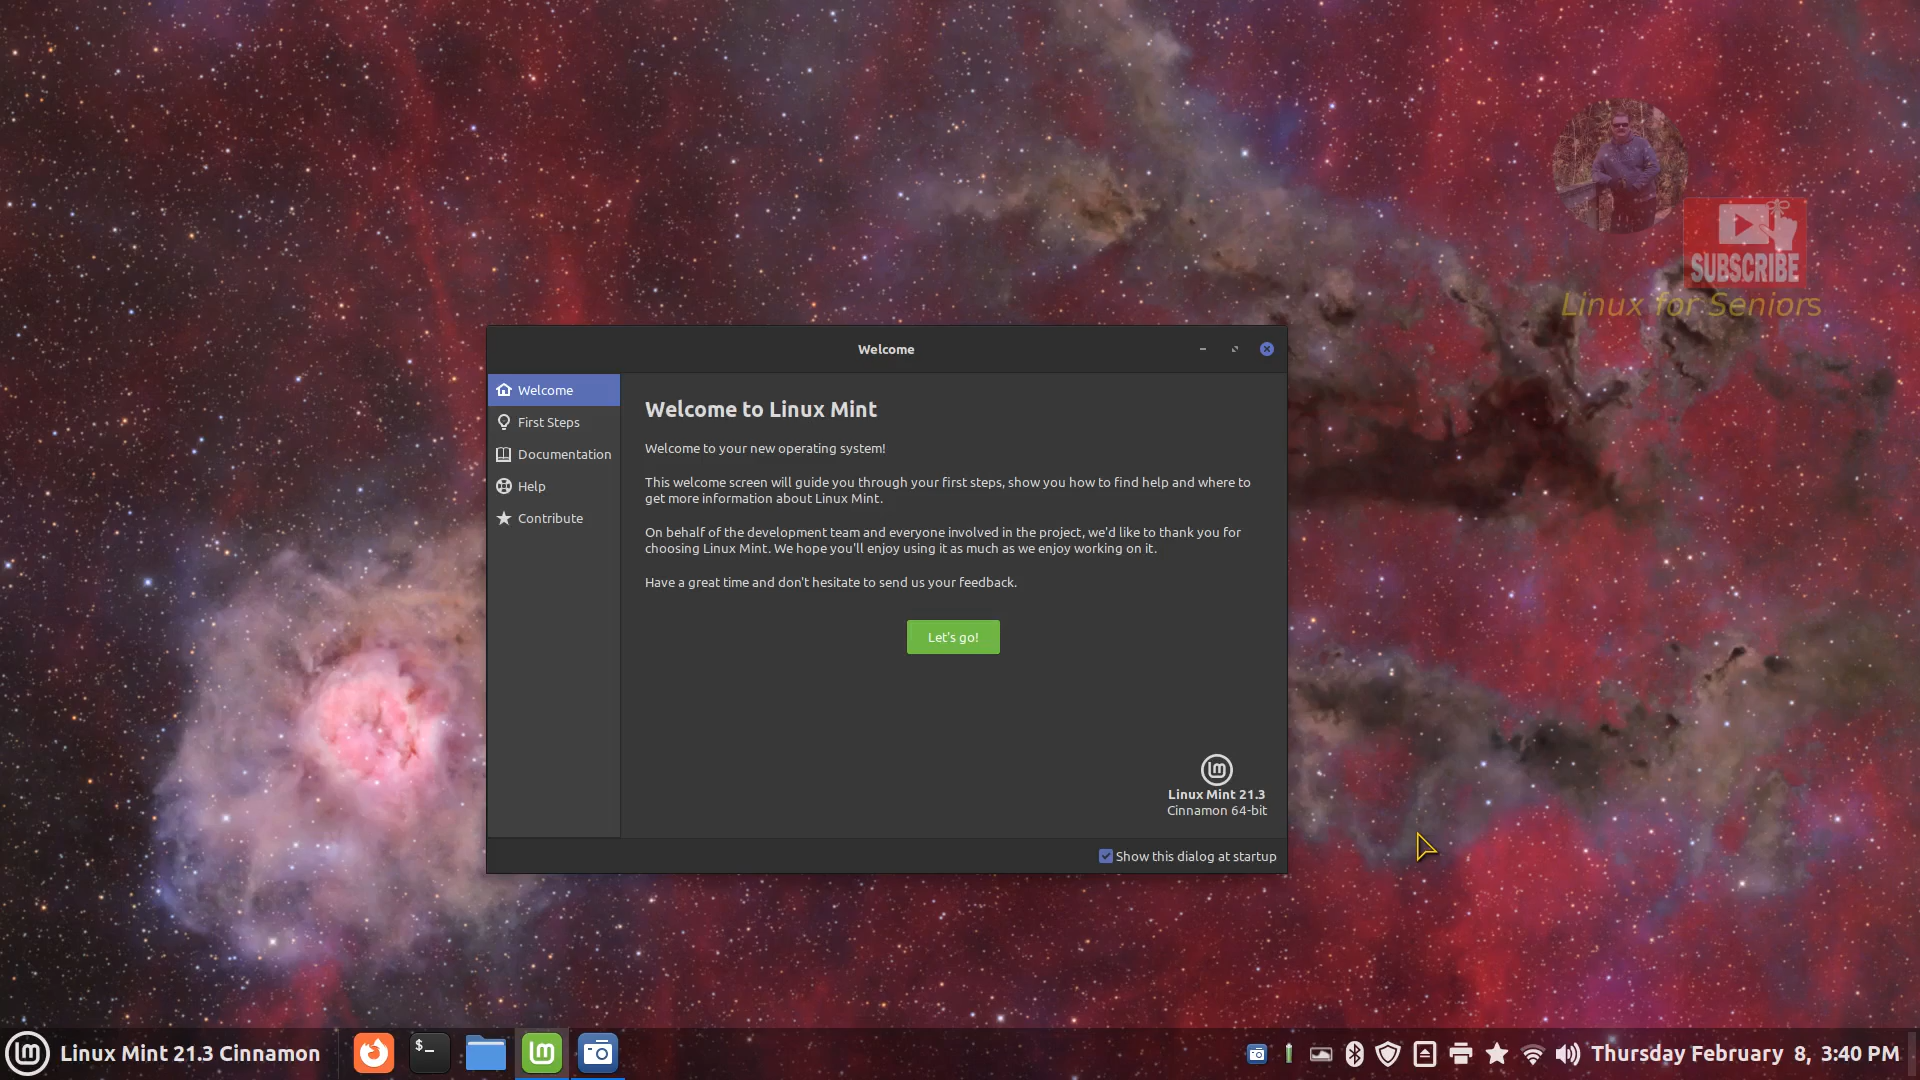 SUBSCRIBE
Linux for Seniors
Welcome
Welcome
First Steps
Documentation
Help
Contribute
Welcome to Linux Mint
Welcome to your new operating system!
This welcome screen will guide you through your first steps, show you how to find help and where to
get more information about Linux Mint.
On behalf of the development team and everyone involved in the project, we'd like to thank you for
choosing Linux Mint. We hope you'll enjoy using it as much as we enjoy working on it.
Have a great time and don't hesitate to send us your feedback.
Let's go!
Linux Mint 21.3
Cinnamon 64-bit
Show this dialog at startup
Linux Mint 21.3 Cinnamon
$_
Thursday February 8, 3:40 PM